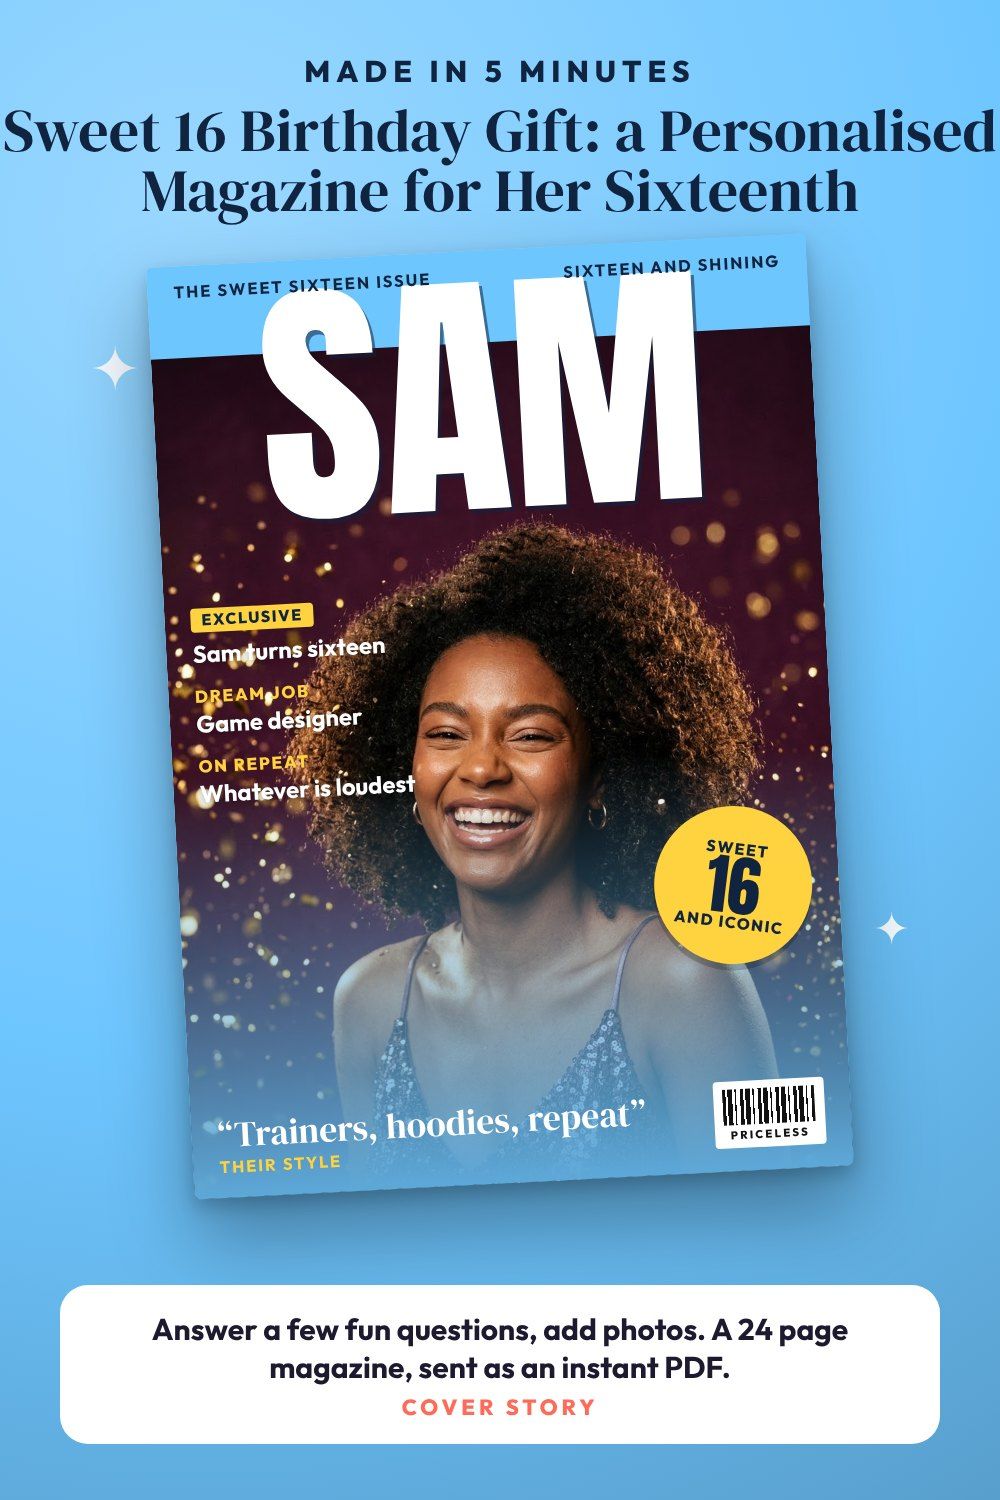 MADE IN 5 MINUTES
Sweet 16 Birthday Gift: a Personalised
Magazine for Her Sixteenth
THE SWEET SIXTEEN ISSUE
SIXTEEN AND SHINING
SAM
EXCLUSIVE
Sam turns sixteen
DREAM JOB
Game designer
ON REPEAT
Whatever is loudest
SWEET
16
AND ICONIC
“Trainers, hoodies, repeat”
THEIR STYLE
PRICELESS
Answer a few fun questions, add photos. A 24 page
magazine, sent as an instant PDF.
COVER STORY